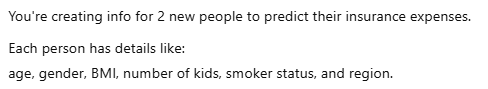 You're creating info for 2 new people to predict their insurance expenses.
Each person has details like:
age, gender, BMI, number of kids, smoker status, and region.